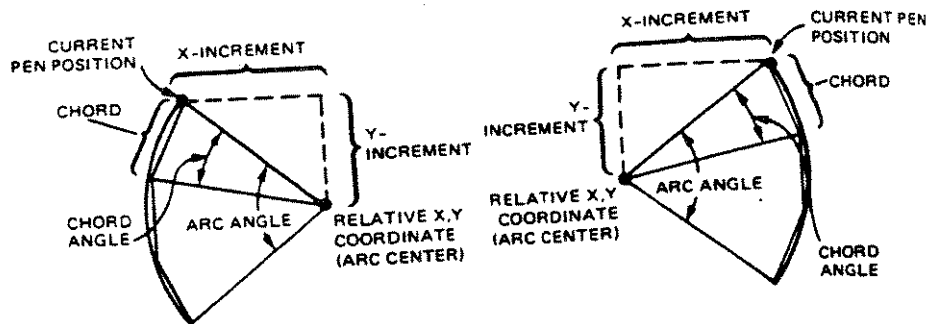 CURRENT
PEN POSITION
X-INCREMENT
CHORD
Y-
INCREMENT
CHORD
ANGLE
ARC ANGLE
RELATIVE X,Y
COORDINATE
(ARC CENTER)
X-INCREMENT
CURRENT PEN
POSITION
CHORD
Y-
INCREMENT
RELATIVE X,Y
COORDINATE
(ARC CENTER)
ARC ANGLE
CHORD
ANGLE